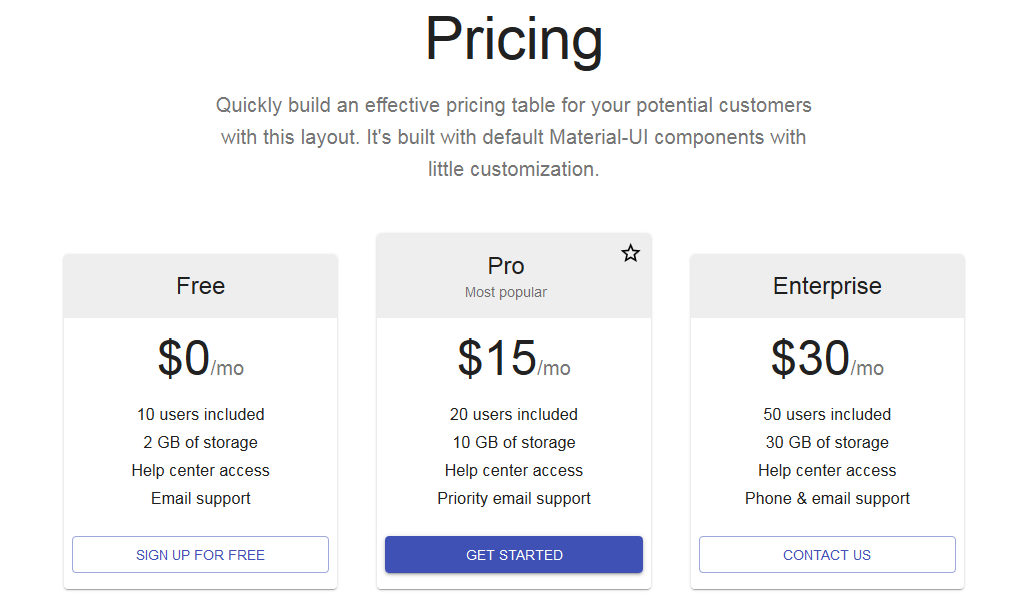 Pricing
Quickly build an effective pricing table for your potential customers
with this layout. It's built with default Material-UI components with
little customization.
Free
$0/mo
10 users included
2 GB of storage
Help center access
Email support
SIGN UP FOR FREE
Pro
Most popular
$15/mo
20 users included
10 GB of storage
Help center access
Priority email support
GET STARTED
Enterprise
$30/mo
50 users included
30 GB of storage
Help center access
Phone & email support
CONTACT US